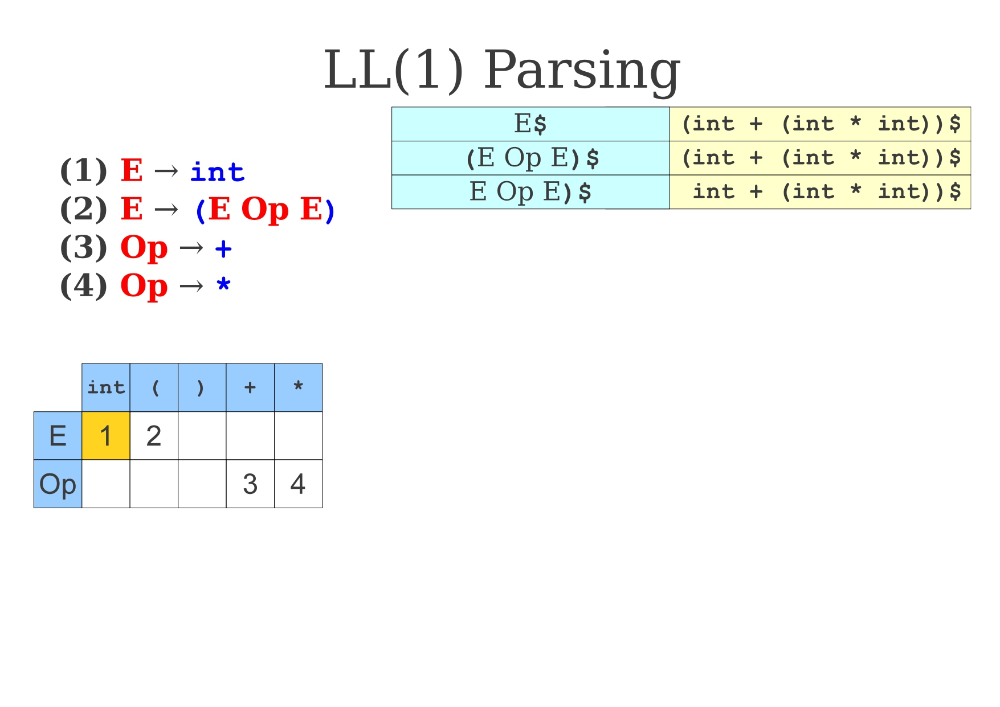 LL(1) Parsing
E$ (int + (int * int))$
(E Op E)$ (int + (int * int))$
E Op E)$ int + (int * int))$
(1) E → int
(2) E → (E Op E)
(3) Op → +
(4) Op → *
int ( ) + *
E 1 2
Op 3 4